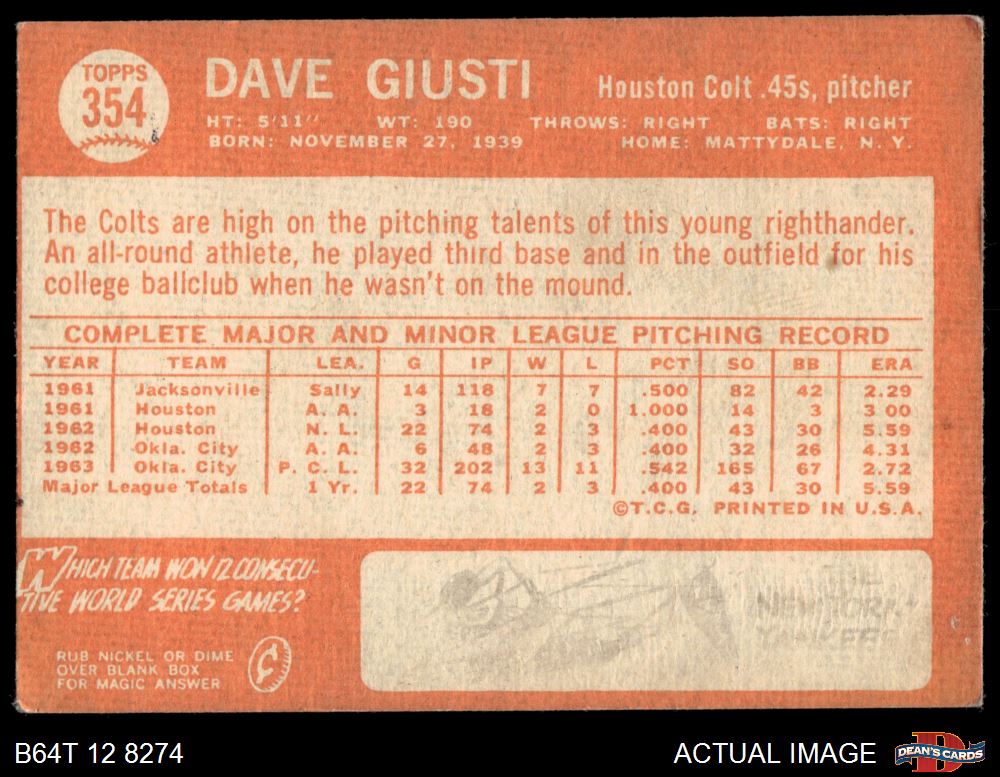 TOPPS
354
DAVE GIUSTI
Houston Colt .45s, pitcher
HT: 5'11" WT: 190 THROWS: RIGHT BATS: RIGHT
BORN: NOVEMBER 27, 1939 HOME: MATTYDALE, N. Y.
The Colts are high on the pitching talents of this young righthander.
An all-round athlete, he played third base and in the outfield for his
college ballclub when he wasn't on the mound.
COMPLETE MAJOR AND MINOR LEAGUE PITCHING RECORD
YEAR TEAM LEA. G IP W L PCT SO BB ERA
1961 Jacksonville Sally 14 118 7 7 .500 82 42 2.29
1961 Houston A. A. 3 18 2 0 1.000 14 3 3 00
1962 Houston N. L. 22 74 2 3 .400 43 30 5.59
1962 Okla. City A. A. 6 48 2 3 .400 32 26 4.31
1963 Okla. City P. C. L. 32 202 13 11 .542 165 67 2.72
Major League Totals 1 Yr. 22 74 2 3 .400 43 30 5.59
©T.C.G. PRINTED IN U.S.A.
WHICH TEAM WON 12 CONSECU-
TIVE WORLD SERIES GAMES?
RUB NICKEL OR DIME
OVER BLANK BOX
FOR MAGIC ANSWER
THE
NEW YORK
YANKEES
B64T 12 8274
ACTUAL IMAGE
DEAN'S CARDS